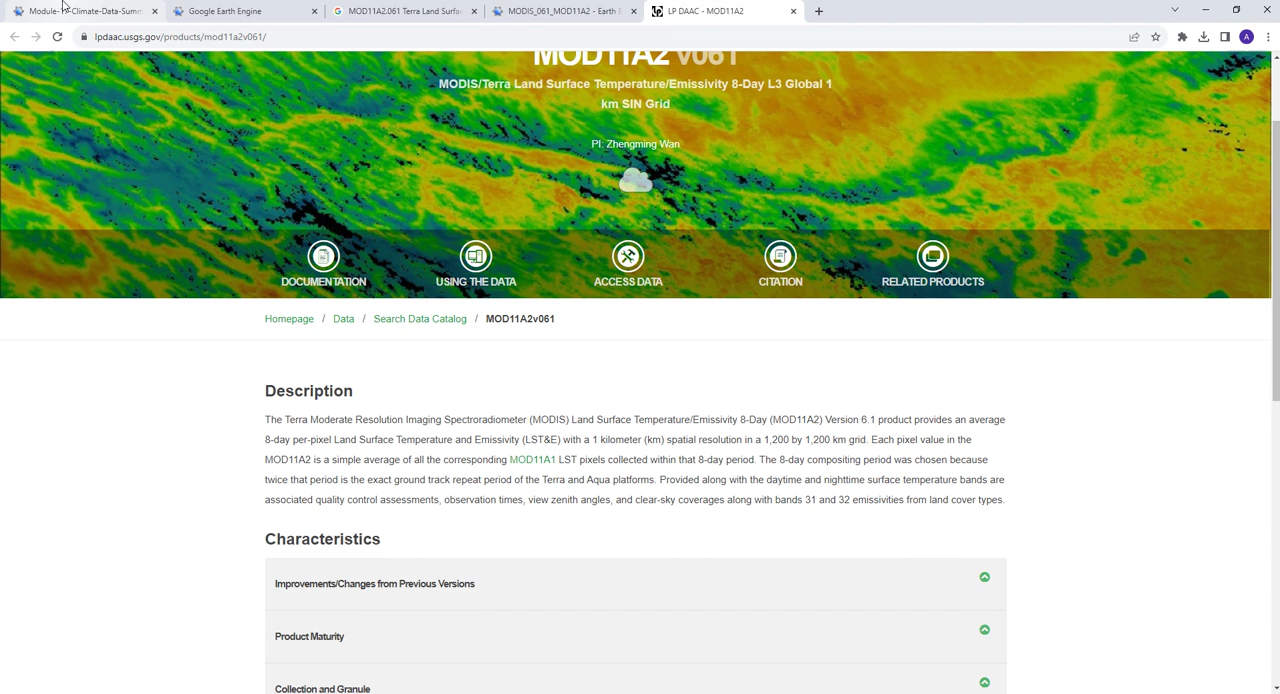 Module-
Climate-Data-Summ
Google Earth Engine
MOD11A2.061 Terra Land Surfac
MODIS_061_MOD11A2 - Earth E
LP DAAC - MOD11A2
lpdaac.usgs.gov/products/mod11a2v061/
A
MOD11A2 v061
MODIS/Terra Land Surface Temperature/Emissivity 8-Day L3 Global 1
km SIN Grid
PI: Zhengming Wan
DOCUMENTATION
USING THE DATA
ACCESS DATA
CITATION
RELATED PRODUCTS
Homepage / Data / Search Data Catalog / MOD11A2v061
Description
The Terra Moderate Resolution Imaging Spectroradiometer (MODIS) Land Surface Temperature/Emissivity 8-Day (MOD11A2) Version 6.1 product provides an average
8-day per-pixel Land Surface Temperature and Emissivity (LST&E) with a 1 kilometer (km) spatial resolution in a 1,200 by 1,200 km grid. Each pixel value in the
MOD11A2 is a simple average of all the corresponding MOD11A1 LST pixels collected within that 8-day period. The 8-day compositing period was chosen because
twice that period is the exact ground track repeat period of the Terra and Aqua platforms. Provided along with the daytime and nighttime surface temperature bands are
associated quality control assessments, observation times, view zenith angles, and clear-sky coverages along with bands 31 and 32 emissivities from land cover types.
Characteristics
Improvements/Changes from Previous Versions
Product Maturity
Collection and Granule